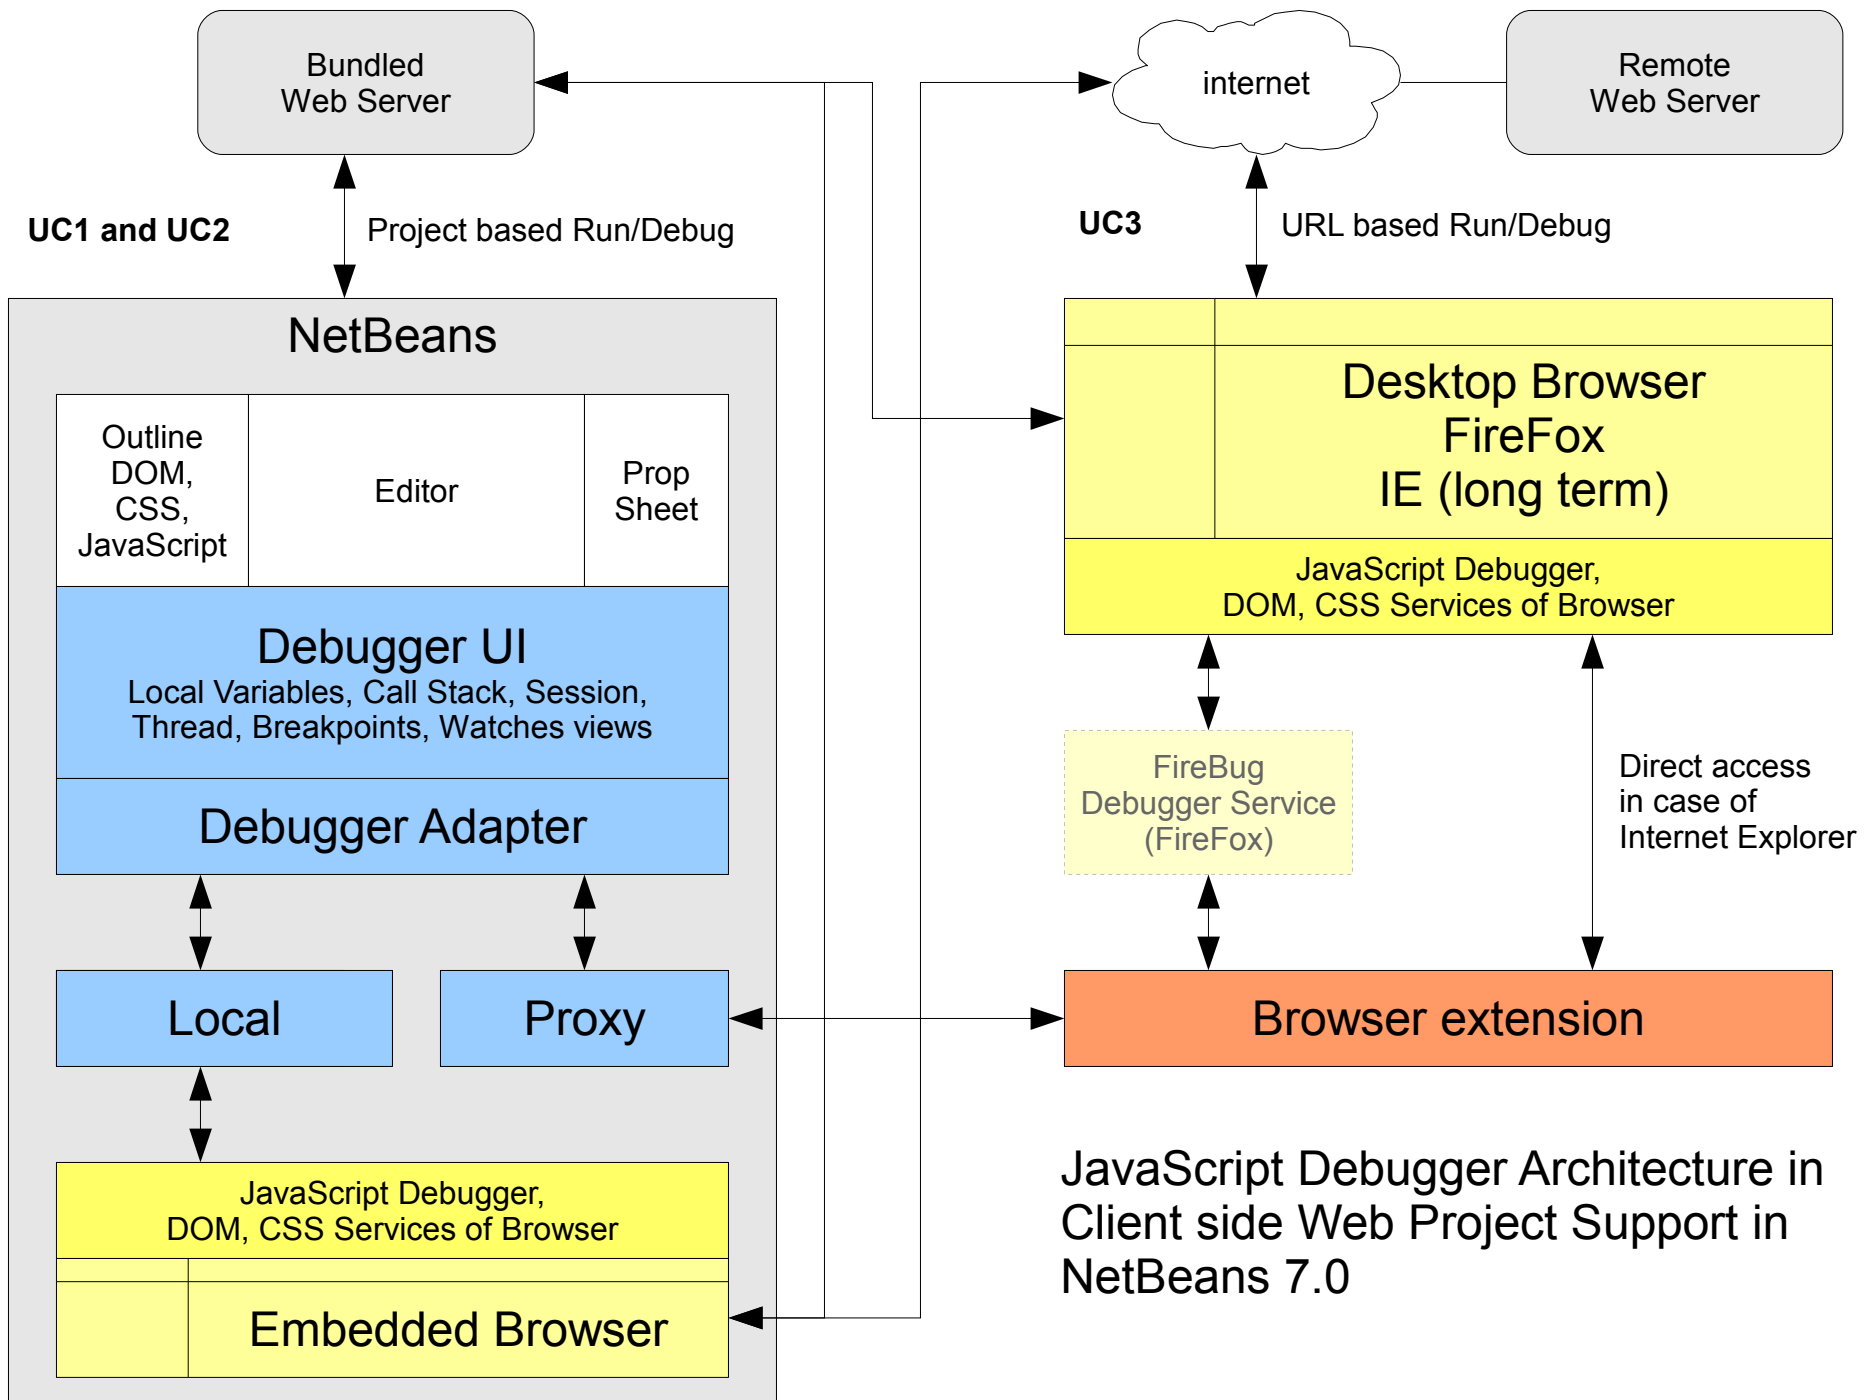 Bundled
Web Server
internet
Remote
Web Server
UC1 and UC2
Project based Run/Debug
UC3
URL based Run/Debug
NetBeans
Outline
DOM,
CSS,
JavaScript
Editor
Prop
Sheet
Desktop Browser
FireFox
IE (long term)
JavaScript Debugger,
DOM, CSS Services of Browser
Debugger UI
Local Variables, Call Stack, Session,
Thread, Breakpoints, Watches views
Debugger Adapter
FireBug
Debugger Service
(FireFox)
Direct access
in case of
Internet Explorer
Local
Proxy
Browser extension
JavaScript Debugger,
DOM, CSS Services of Browser
Embedded Browser
JavaScript Debugger Architecture in
Client side Web Project Support in
NetBeans 7.0